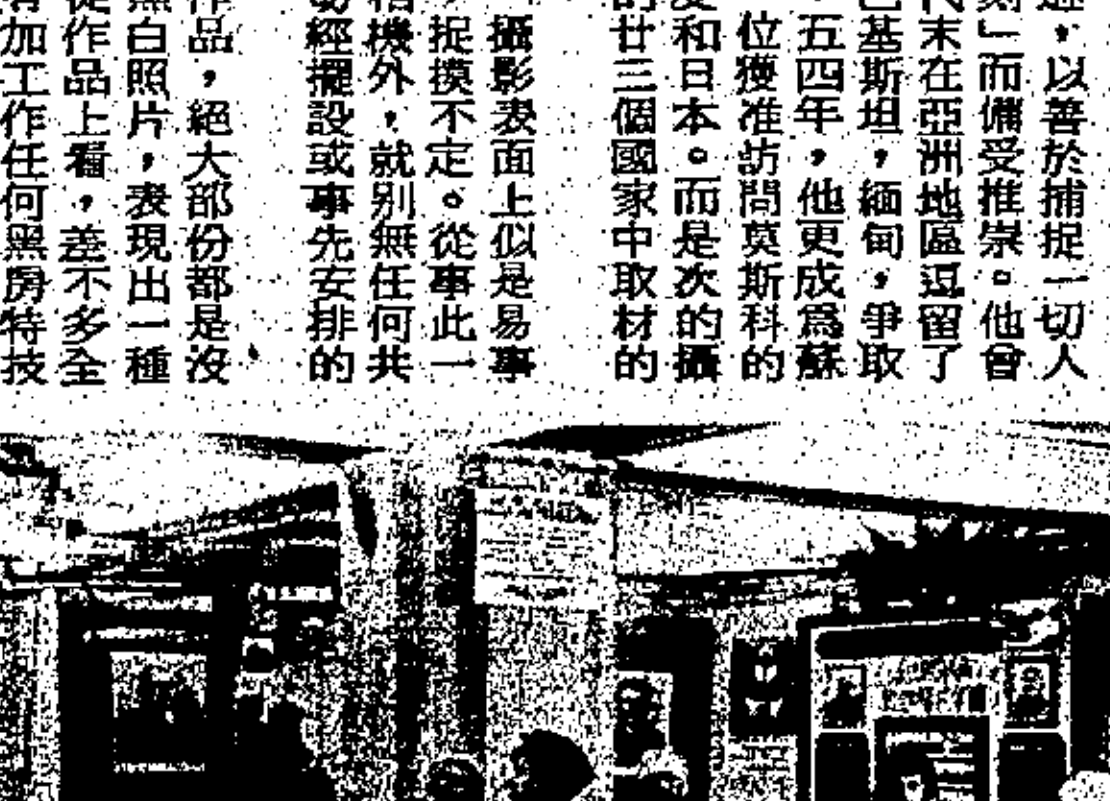 ，以善於捕捉一切人
刻」而備受推崇。他曾
代末在亞洲地區逗留了
巴基斯坦，緬甸，爭取
五四年，他更成爲蘇
位獲准訪問莫斯科的
和日本。而是次的攝
的廿三個國家中取材的
攝影表面上似是易事
，捉摸不定。從事此一
機外，就別無任何共
經擺設或事先安排的
作品，絕大部份都是沒
白照片，表現出一種
從作品上看，差不多全
有加工作任何黑房特技